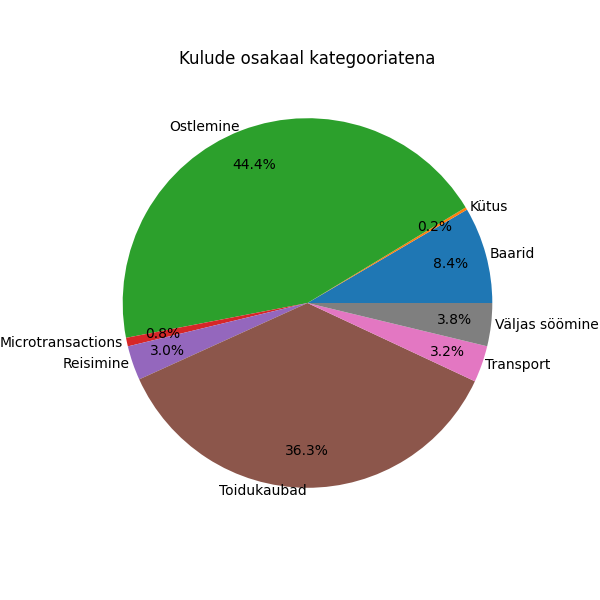 Kulude osakaal kategooriatena
Ostlemine
44.4%
Kütus
0.2%
Baarid
8.4%
Väljas söömine
3.8%
Microtransactions
0.8%
Reisimine
3.0%
Transport
3.2%
36.3%
Toidukaubad